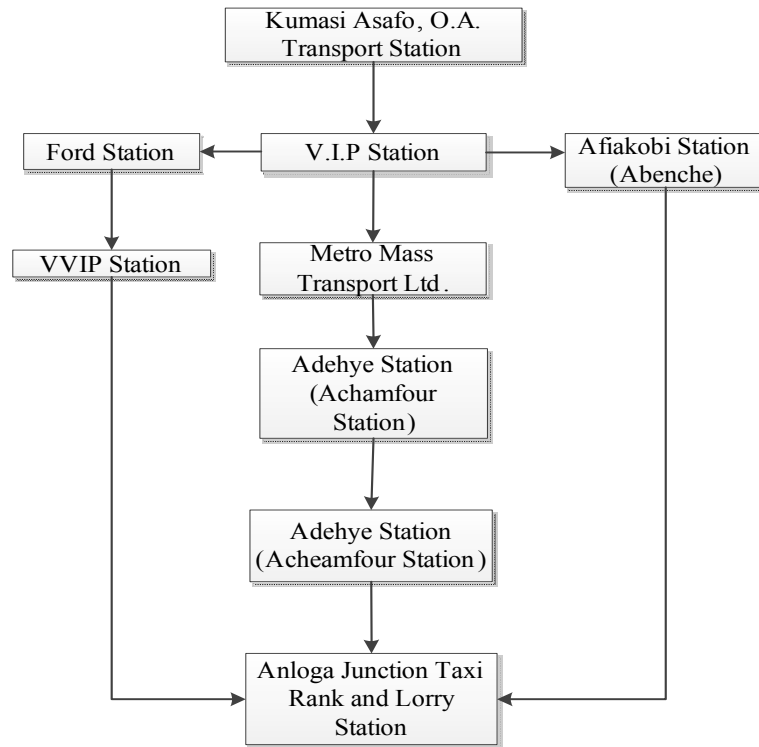 Kumasi Asafo, O.A.
Transport Station
Ford Station
V.I.P Station
Afiakobi Station
(Abenche)
VVIP Station
Metro Mass
Transport Ltd.
Adehye Station
(Achamfour
Station)
Adehye Station
(Acheamfour Station)
Anloga Junction Taxi
Rank and Lorry
Station